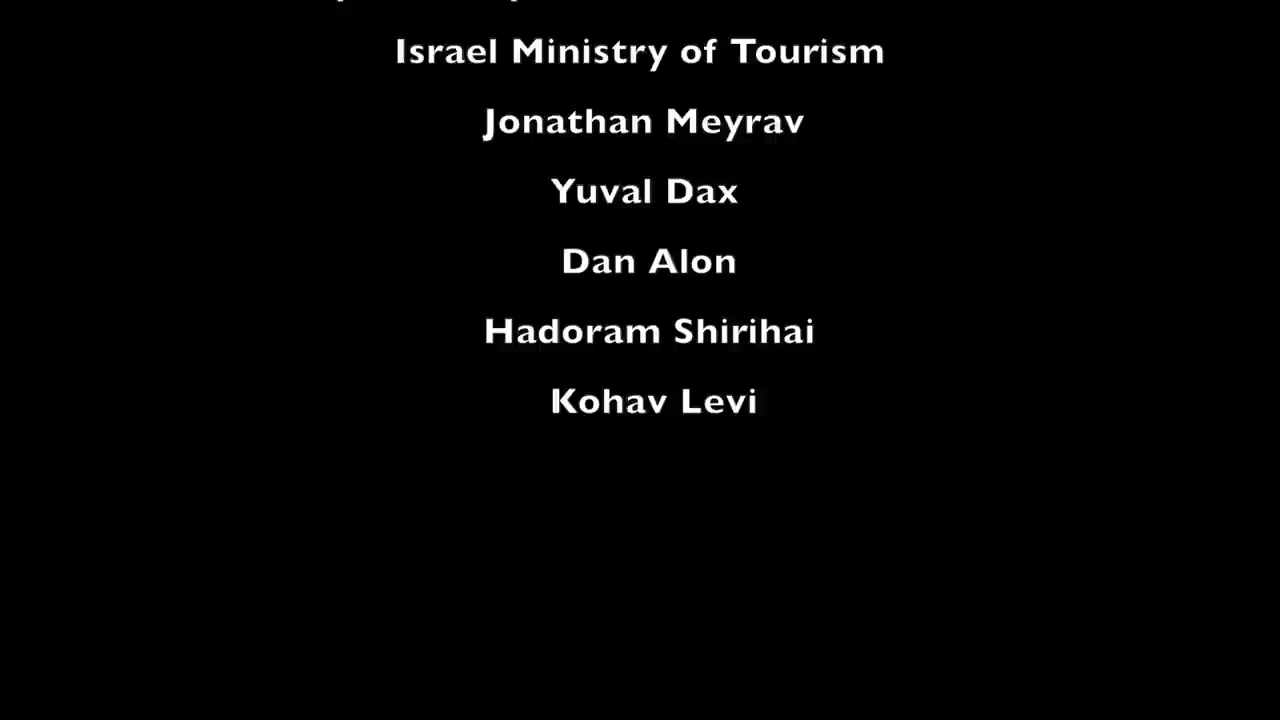 Israel Ministry of Tourism
Jonathan Meyrav
Yuval Dax
Dan Alon
Hadoram Shirihai
Kohav Levi